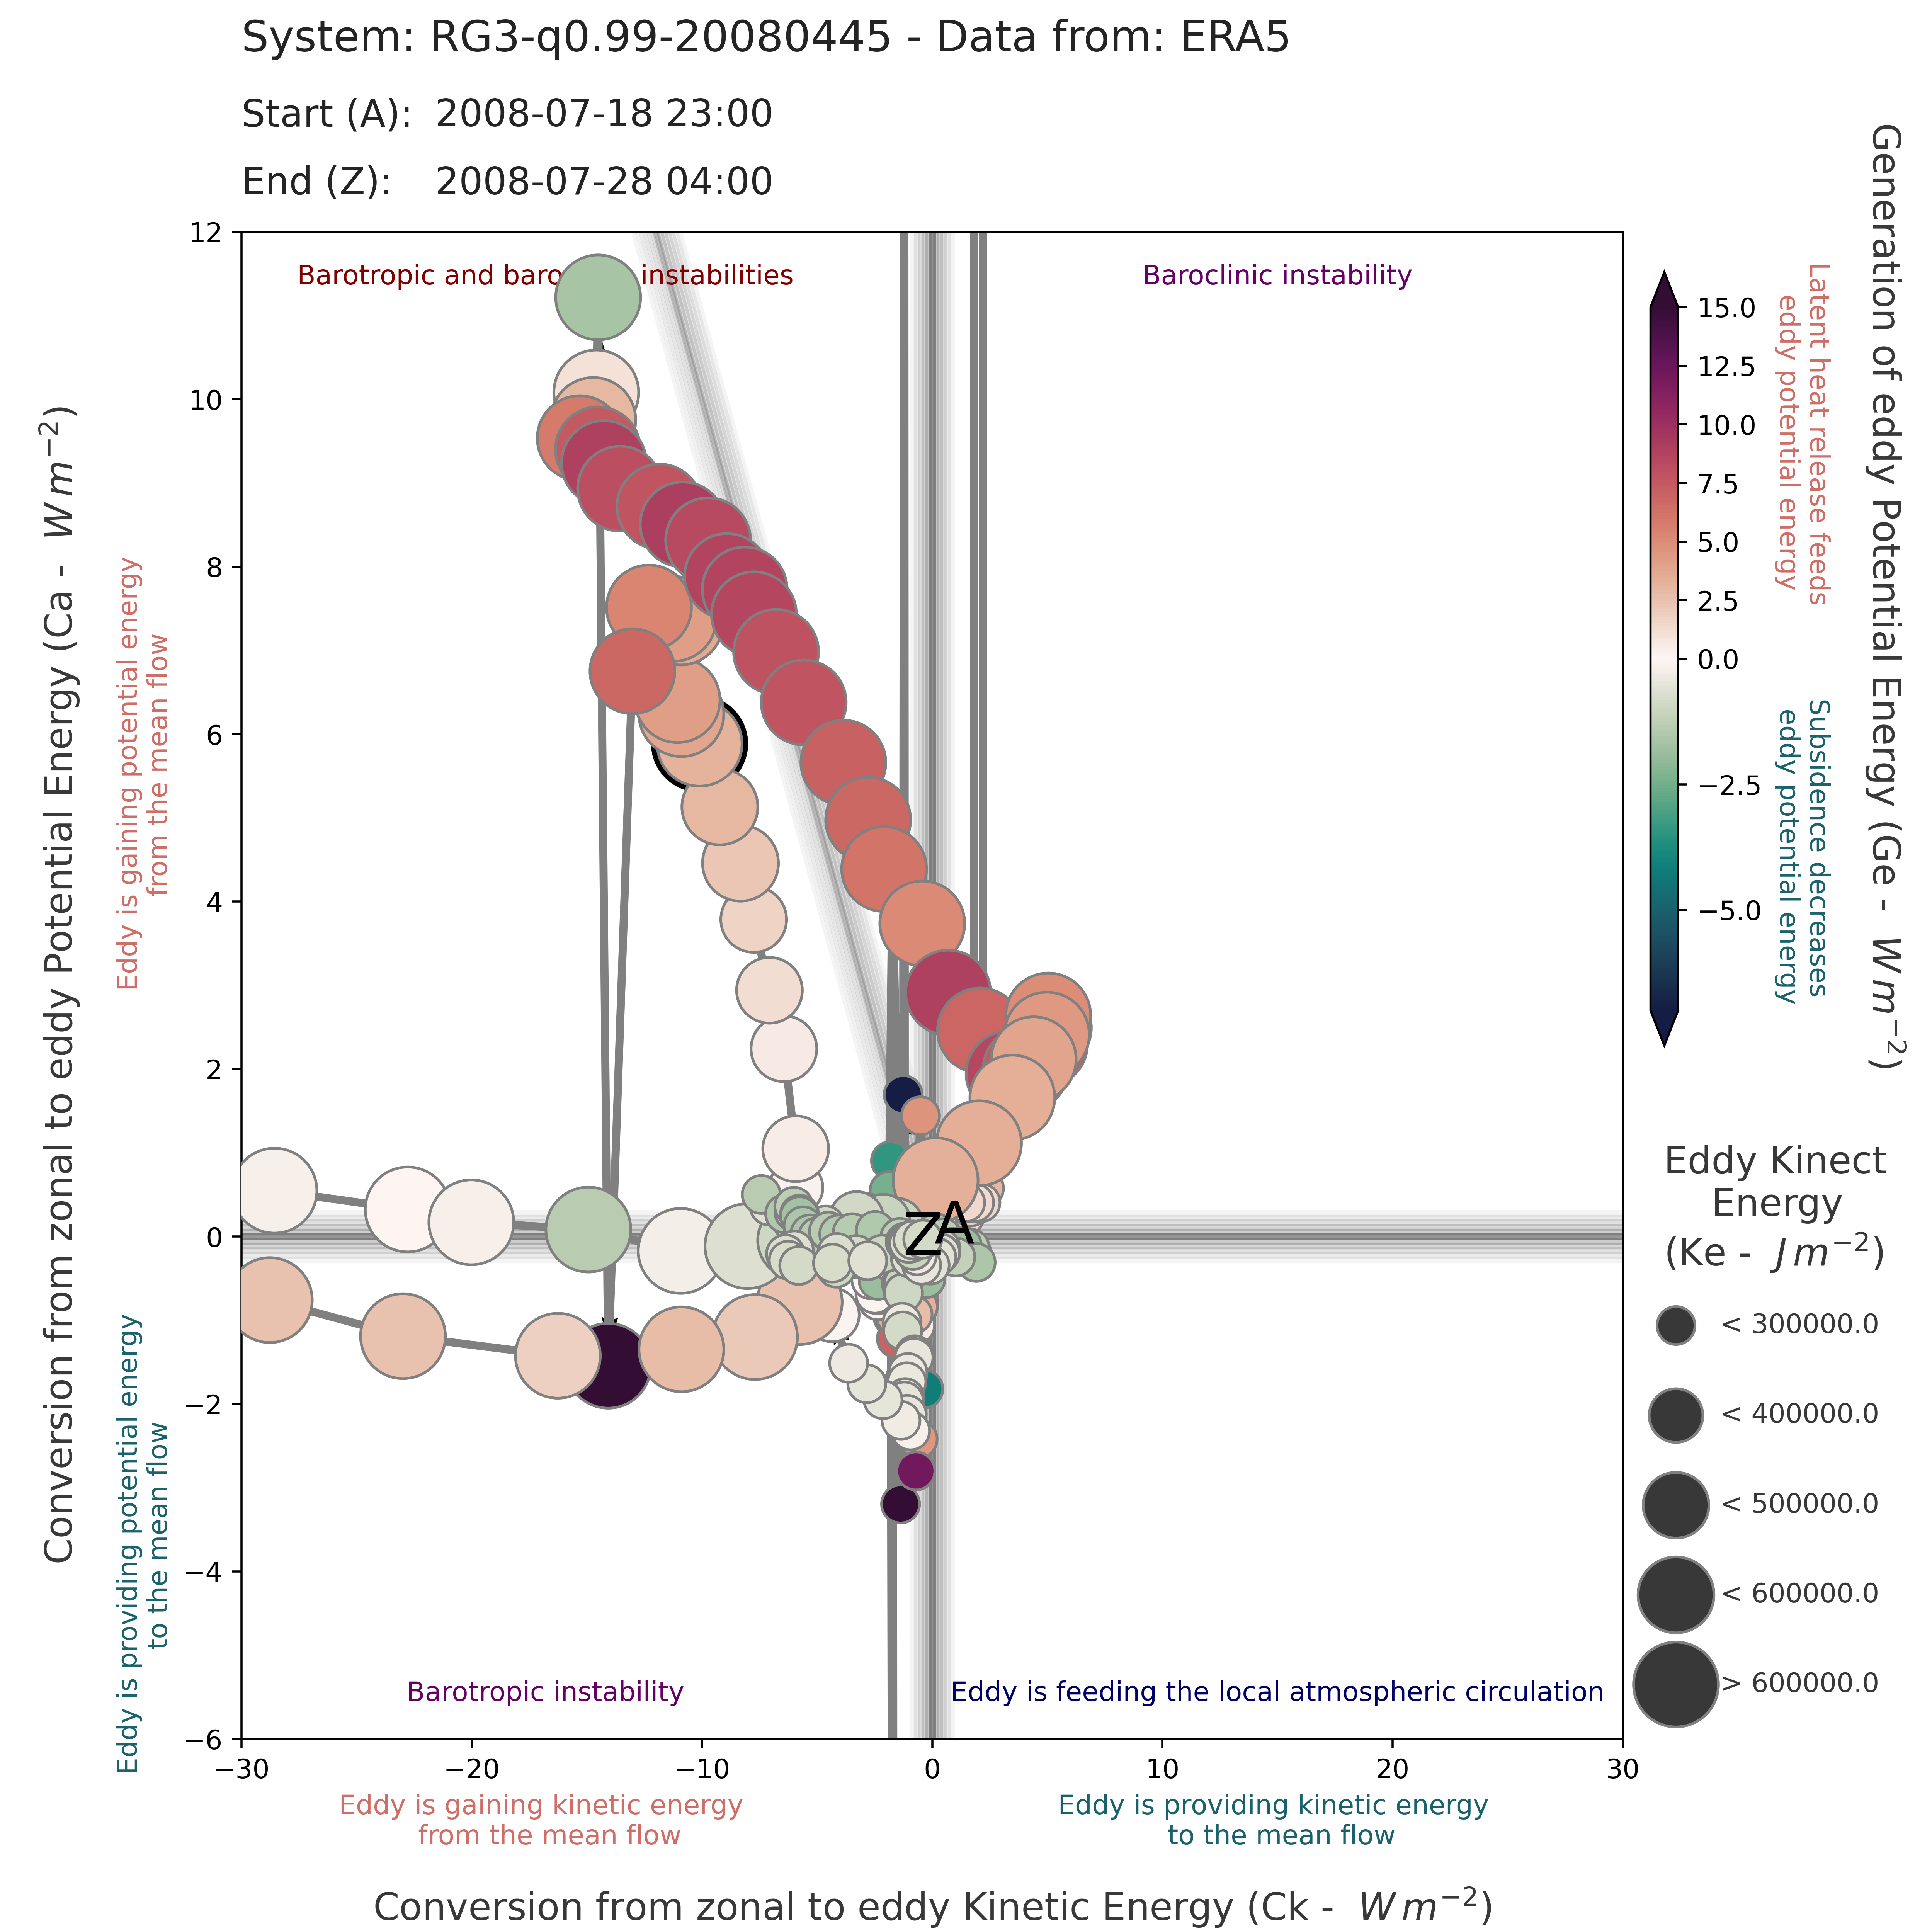 System: RG3-q0.99-20080445 - Data from: ERA5
Start (A): 2008-07-18 23:00
End (Z): 2008-07-28 04:00
Conversion from zonal to eddy Potential Energy (Ca - W m−2)
Eddy is gaining potential energy
from the mean flow
Eddy is providing potential energy
to the mean flow
12
10
8
6
4
2
0
−2
−4
−6
Barotropic and baro instabilities
Baroclinic instability
Z
A
Barotropic instability
Eddy is feeding the local atmospheric circulation
−30
−20
−10
0
10
20
30
Eddy is gaining kinetic energy
from the mean flow
Eddy is providing kinetic energy
to the mean flow
Conversion from zonal to eddy Kinetic Energy (Ck - W m−2)
15.0
12.5
10.0
7.5
5.0
2.5
0.0
−2.5
−5.0
Latent heat release feeds
eddy potential energy
Subsidence decreases
eddy potential energy
Generation of eddy Potential Energy (Ge - W m−2)
Eddy Kinect
Energy
(Ke - J m−2)
< 300000.0
< 400000.0
< 500000.0
< 600000.0
> 600000.0